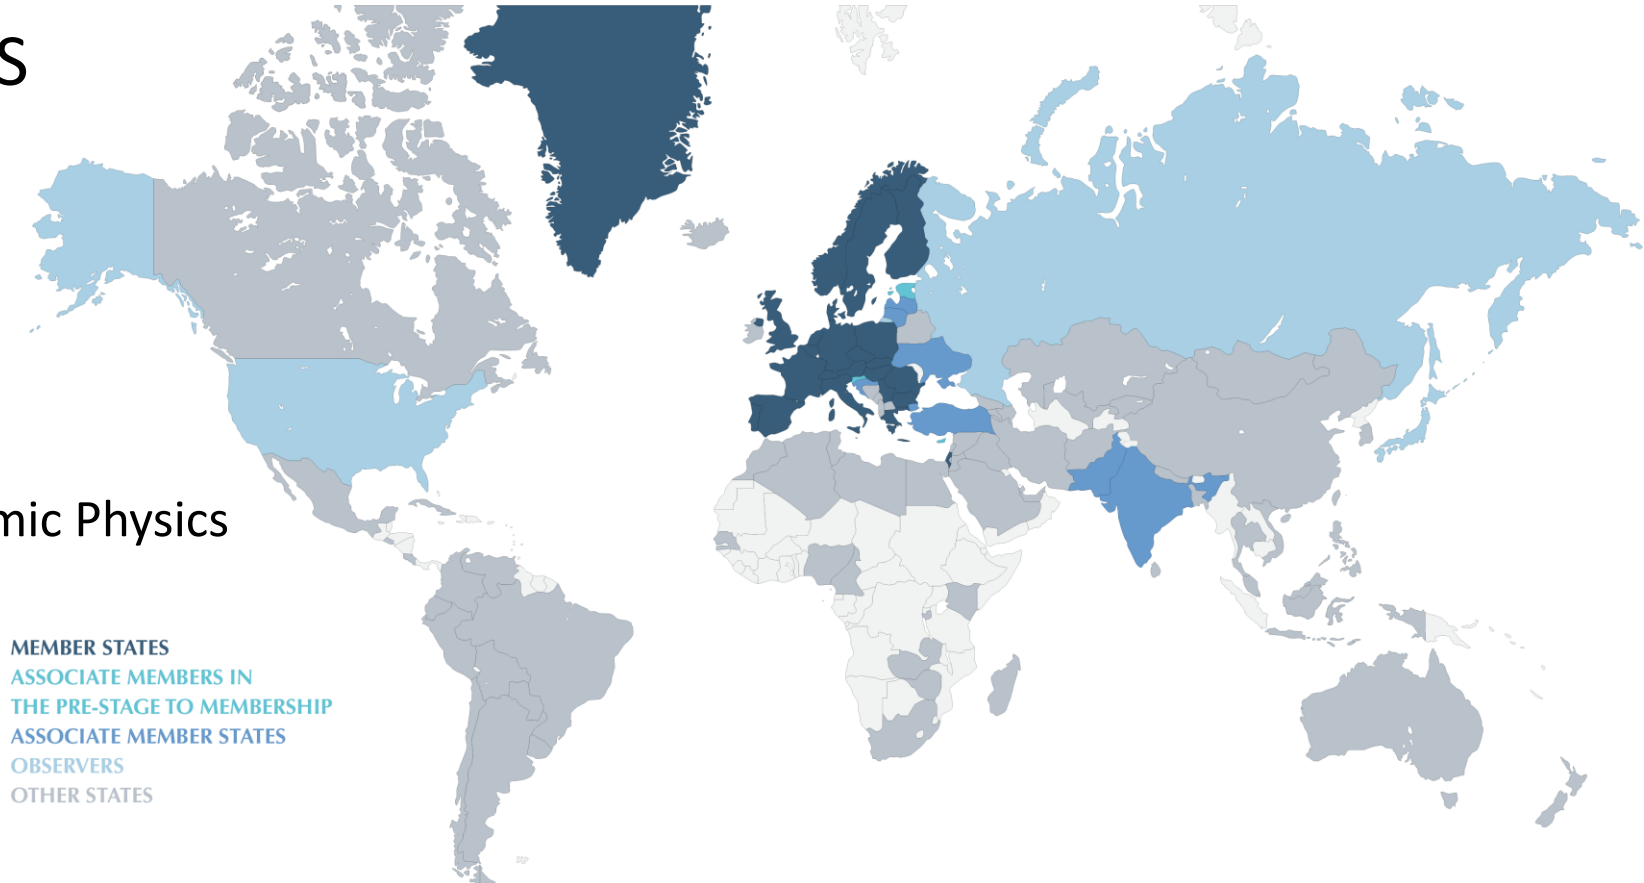 s
mic Physics
MEMBER STATES
ASSOCIATE MEMBERS IN
THE PRE-STAGE TO MEMBERSHIP
ASSOCIATE MEMBER STATES
OBSERVERS
OTHER STATES